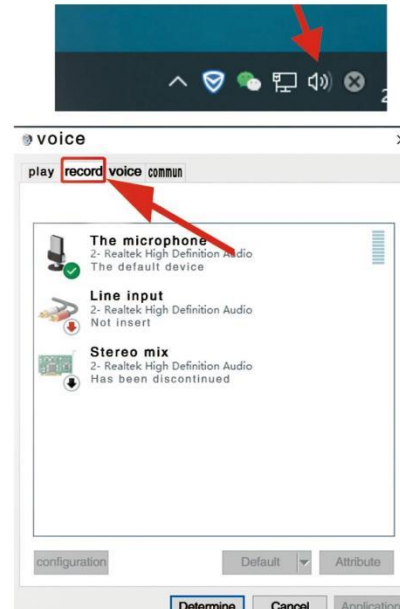 2
voice
play record voice commun
The microphone
2- Realtek High Definition Audio
The default device
Line input
2- Realtek High Definition Audio
Not insert
Stereo mix
2- Realtek High Definition Audio
Has been discontinued
configuration Default Attribute
Determine Cancel Application